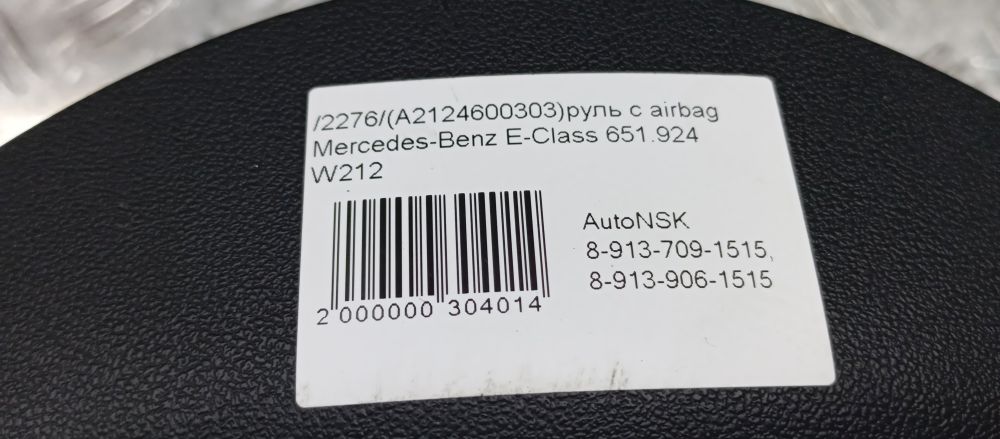 /2276/(A2124600303)руль с airbag
Mercedes-Benz E-Class 651.924
W212
AutoNSK
8-913-709-1515,
8-913-906-1515
2 000000 304014